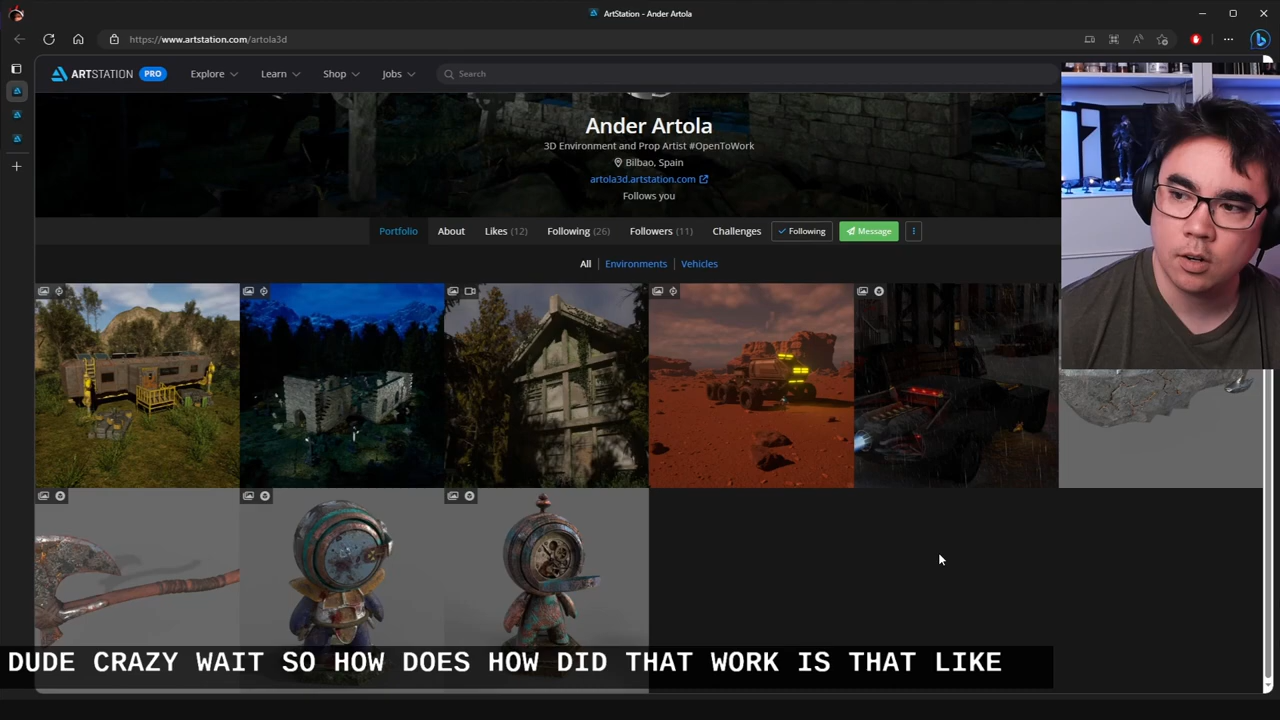 ArtStation - Ander Artola
https://www.artstation.com/artola3d
ARTSTATION PRO Explore Learn Shop Jobs Search
Ander Artola
3D Environment and Prop Artist #OpenToWork
Bilbao, Spain
artola3d.artstation.com
Follows you
Portfolio About Likes (12) Following (26) Followers (11) Challenges Following Message
All Environments Vehicles
DUDE CRAZY WAIT SO HOW DOES HOW DID THAT WORK IS THAT LIKE